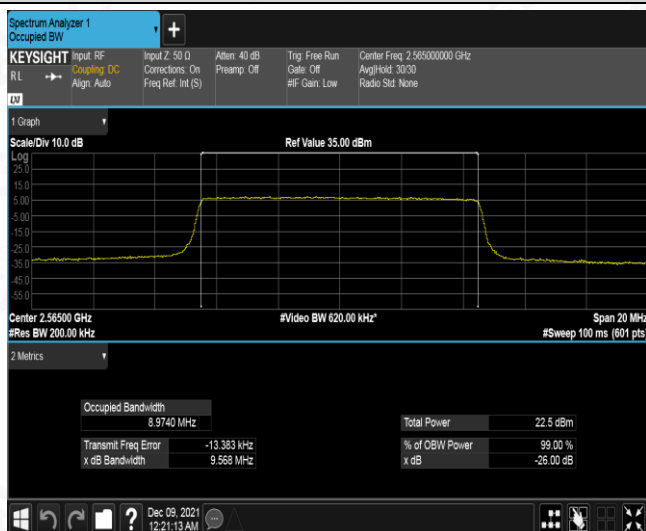 Spectrum Analyzer 1
Occupied BW
+
KEYSIGHT
RL
Input: RF
Coupling: DC
Align: Auto
Input Z: 50 Ω
Corrections: On
Freq Ref: Int (S)
Atten: 40 dB
Preamp: Off
Trig: Free Run
Gate: Off
#IF Gain: Low
Center Freq: 2.565000000 GHz
Avg|Hold: 30/30
Radio Std: None
LXI
1 Graph
Scale/Div 10.0 dB
Ref Value 35.00 dBm
Log
25.0
15.0
5.00
-5.00
-15.0
-25.0
-35.0
-45.0
-55.0
Center 2.56500 GHz
#Video BW 620.00 kHz*
Span 20 MHz
#Res BW 200.00 kHz
#Sweep 100 ms (601 pts)
2 Metrics
Occupied Bandwidth
8.9740 MHz
Total Power 22.5 dBm
Transmit Freq Error -13.383 kHz
% of OBW Power 99.00 %
x dB Bandwidth 9.568 MHz
x dB -26.00 dB
?
Dec 09, 2021
12:21:13 AM